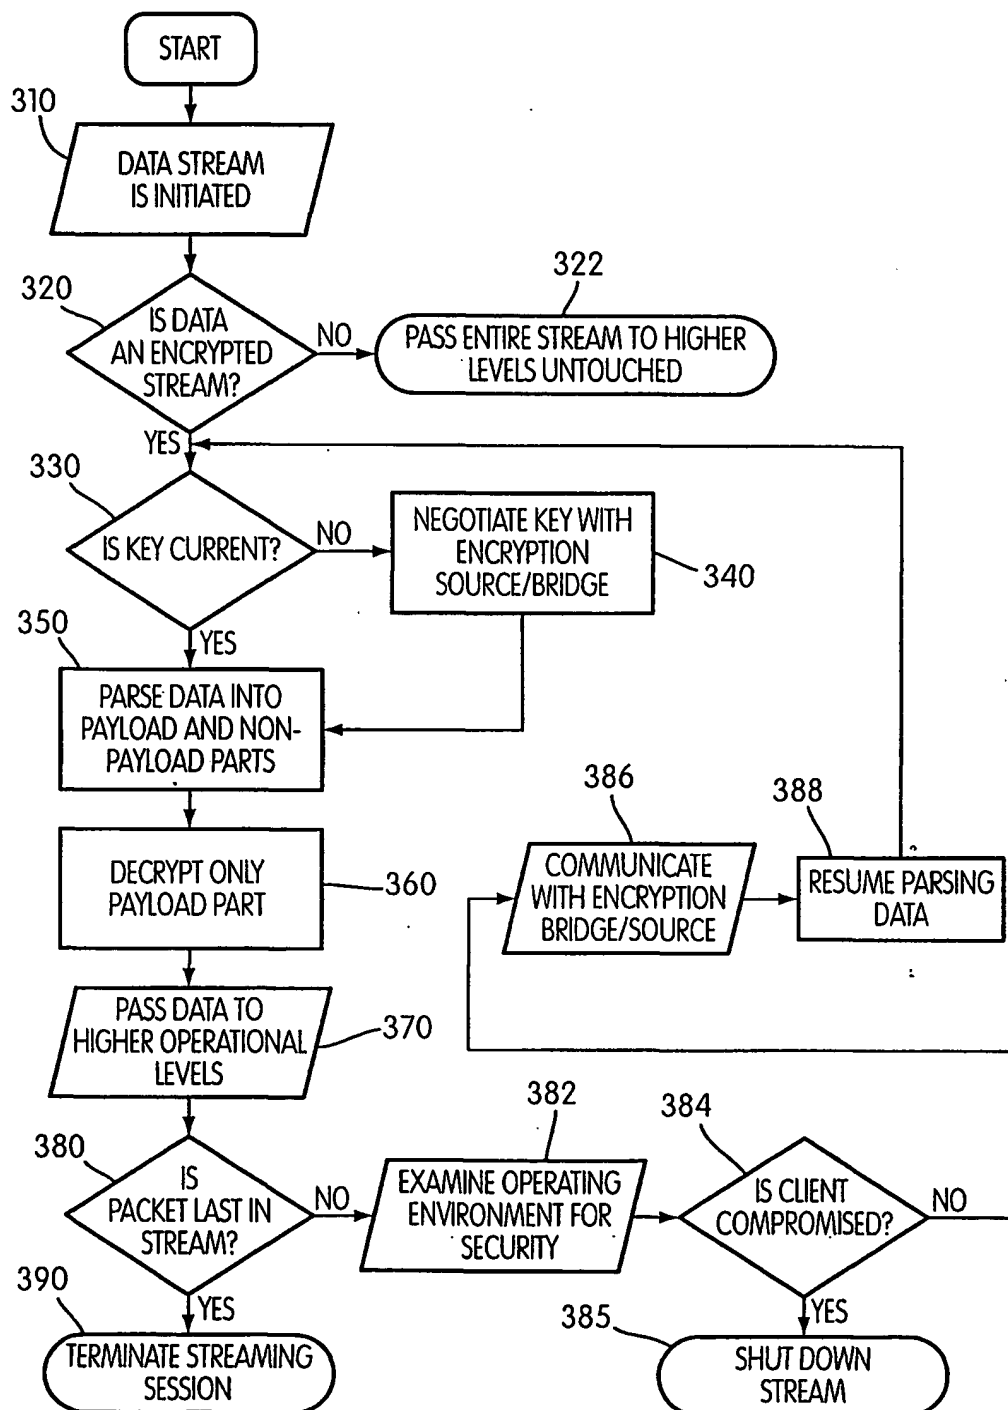 START
310
DATA STREAM
IS INITIATED
320
IS DATA
AN ENCRYPTED
STREAM?
NO
322
PASS ENTIRE STREAM TO HIGHER
LEVELS UNTOUCHED
YES
330
IS KEY CURRENT?
NO
NEGOTIATE KEY WITH
ENCRYPTION
SOURCE/BRIDGE
340
YES
350
PARSE DATA INTO
PAYLOAD AND NON-
PAYLOAD PARTS
DECRYPT ONLY
PAYLOAD PART
360
386
COMMUNICATE
WITH ENCRYPTION
BRIDGE/SOURCE
388
RESUME PARSING
DATA
PASS DATA TO
HIGHER OPERATIONAL
LEVELS
370
380
IS
PACKET LAST IN
STREAM?
NO
382
EXAMINE OPERATING
ENVIRONMENT FOR
SECURITY
384
IS CLIENT
COMPROMISED?
NO
YES
390
TERMINATE STREAMING
SESSION
YES
385
SHUT DOWN
STREAM